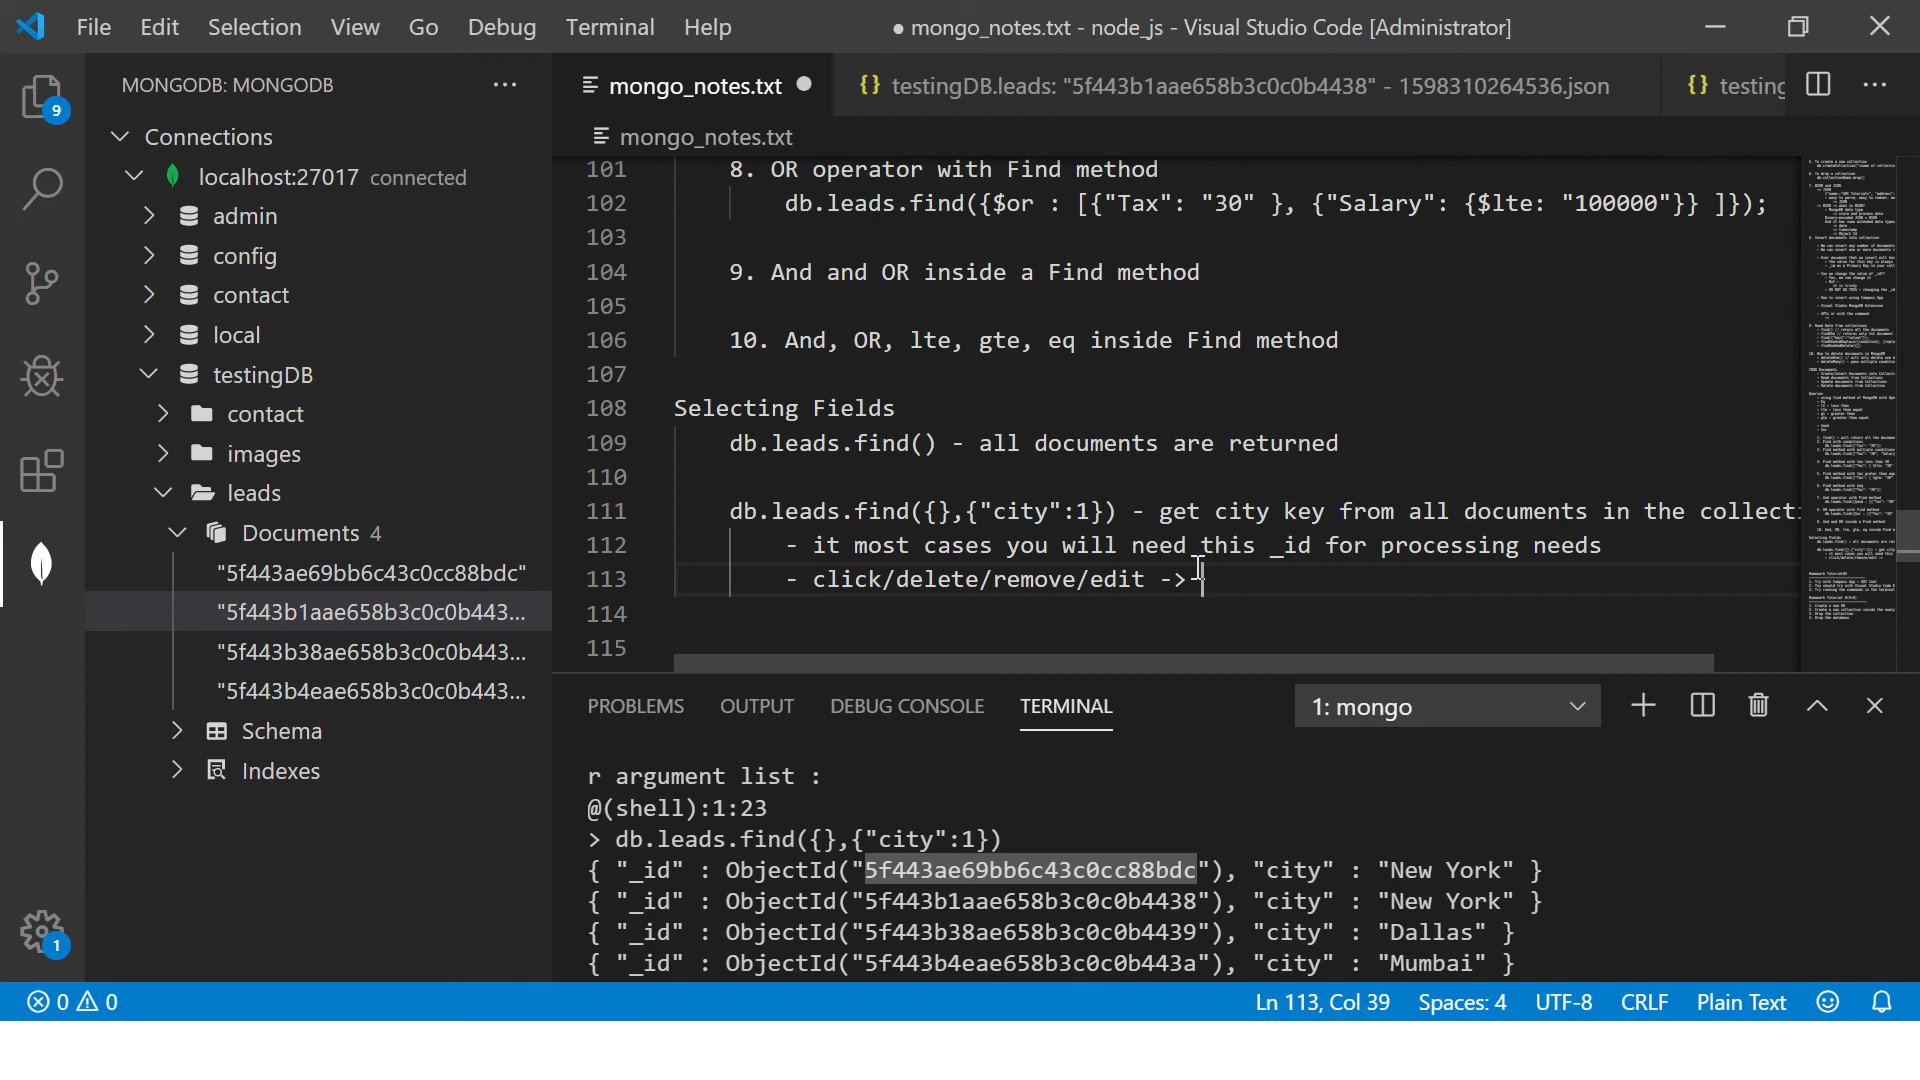 File Edit Selection View Go Debug Terminal Help
● mongo_notes.txt - node_js - Visual Studio Code [Administrator]
9
MONGODB: MONGODB
Connections
localhost:27017 connected
admin
config
contact
local
testingDB
contact
images
leads
Documents 4
"5f443ae69bb6c43c0cc88bdc"
"5f443b1aae658b3c0c0b443...
"5f443b38ae658b3c0c0b443...
"5f443b4eae658b3c0c0b443...
Schema
Indexes
1
mongo_notes.txt
{} testingDB.leads: "5f443b1aae658b3c0c0b4438" - 1598310264536.json
{} testing
mongo_notes.txt
101 8. OR operator with Find method
102 db.leads.find({$or : [{"Tax": "30" }, {"Salary": {$lte: "100000"}} ]});
103
104 9. And and OR inside a Find method
105
106 10. And, OR, lte, gte, eq inside Find method
107
108 Selecting Fields
109 db.leads.find() - all documents are returned
110
111 db.leads.find({},{"city":1}) - get city key from all documents in the collecti
112 - it most cases you will need this _id for processing needs
113 - click/delete/remove/edit ->
114
115
PROBLEMS OUTPUT DEBUG CONSOLE TERMINAL
1: mongo
r argument list :
@(shell):1:23
> db.leads.find({},{"city":1})
{ "_id" : ObjectId("5f443ae69bb6c43c0cc88bdc"), "city" : "New York" }
{ "_id" : ObjectId("5f443b1aae658b3c0c0b4438"), "city" : "New York" }
{ "_id" : ObjectId("5f443b38ae658b3c0c0b4439"), "city" : "Dallas" }
{ "_id" : ObjectId("5f443b4eae658b3c0c0b443a"), "city" : "Mumbai" }
0 0
Ln 113, Col 39 Spaces: 4 UTF-8 CRLF Plain Text